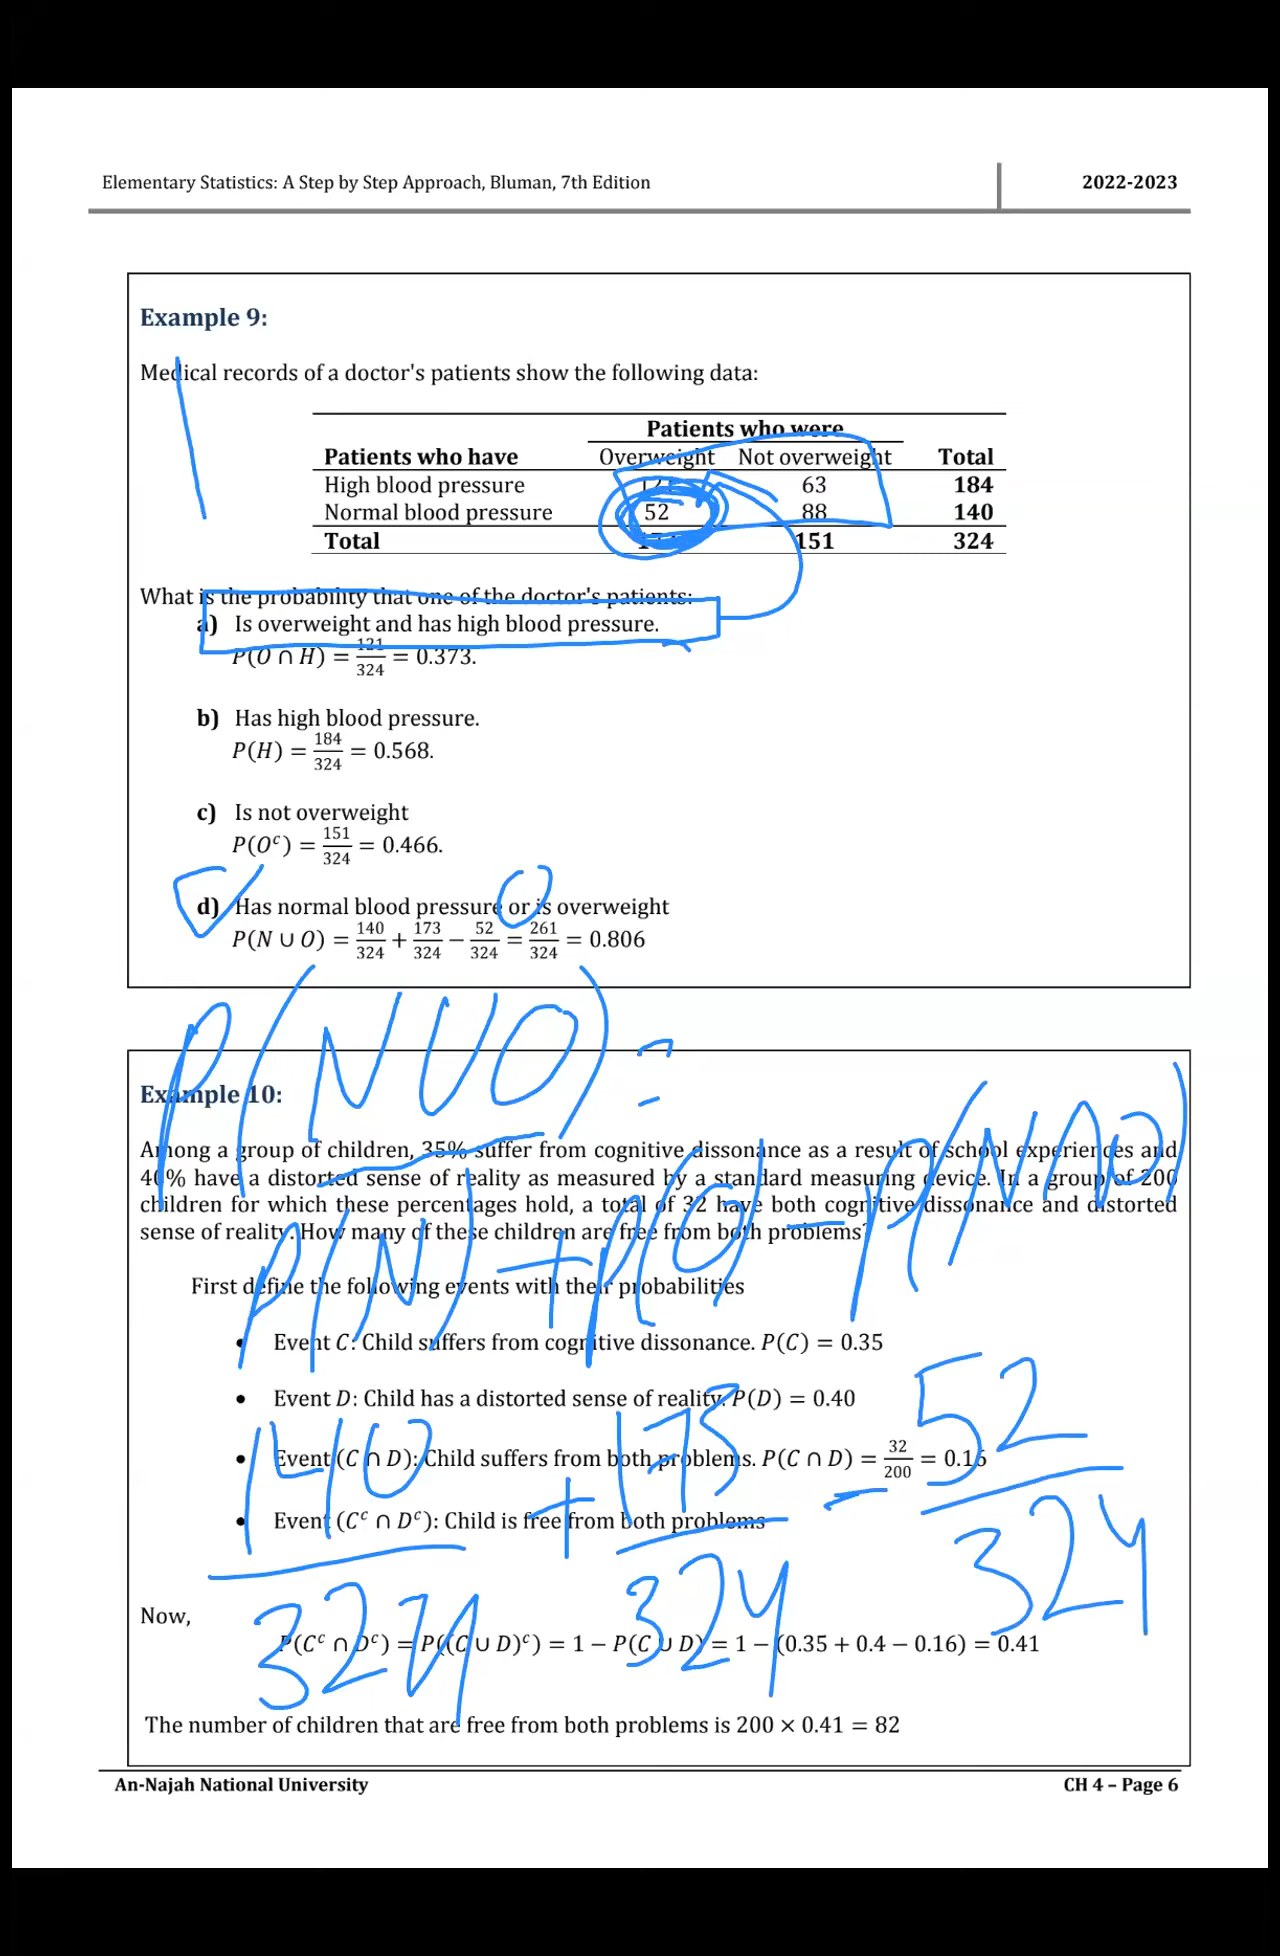 Elementary Statistics: A Step by Step Approach, Bluman, 7th Edition 2022-2023
Example 9:
Medical records of a doctor's patients show the following data:
Patients who were
Patients who have Overweight Not overweight Total
High blood pressure 63 184
Normal blood pressure 52 88 140
Total 151 324
What is the probability that one of the doctor's patients:
a) Is overweight and has high blood pressure.
P(O ∩ H) = 121/324 = 0.373.
b) Has high blood pressure.
P(H) = 184/324 = 0.568.
c) Is not overweight
P(Oᶜ) = 151/324 = 0.466.
d) Has normal blood pressure or is overweight
P(N ∪ O) = 140/324 + 173/324 − 52/324 = 261/324 = 0.806
P(N∪O) =
P(N) + P(O) − P(N∩O)
140/324 + 173/324 − 52/324
Example 10:
Among a group of children, 35% suffer from cognitive dissonance as a result of school experiences and
40% have a distorted sense of reality as measured by a standard measuring device. In a group of 200
children for which these percentages hold, a total of 32 have both cognitive dissonance and distorted
sense of reality. How many of these children are free from both problems?
First define the following events with their probabilities
• Event C: Child suffers from cognitive dissonance. P(C) = 0.35
• Event D: Child has a distorted sense of reality. P(D) = 0.40
• Event (C ∩ D): Child suffers from both problems. P(C ∩ D) = 32/200 = 0.16
• Event (Cᶜ ∩ Dᶜ): Child is free from both problems
Now,
P(Cᶜ ∩ Dᶜ) = P((C ∪ D)ᶜ) = 1 − P(C ∪ D) = 1 − (0.35 + 0.4 − 0.16) = 0.41
The number of children that are free from both problems is 200 × 0.41 = 82
An-Najah National University CH 4 – Page 6